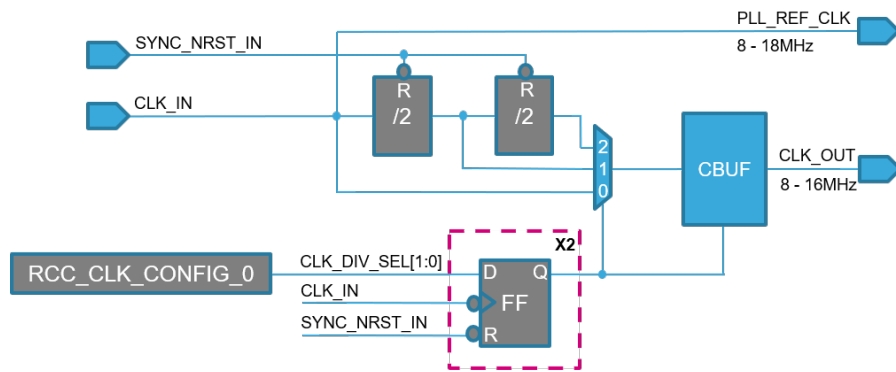 PLL_REF_CLK
SYNC_NRST_IN
8 - 18MHz
CLK_IN
R
/2
R
/2
2
1
0
CBUF
CLK_OUT
8 - 16MHz
X2
RCC_CLK_CONFIG_0
CLK_DIV_SEL[1:0]
D
Q
CLK_IN
FF
SYNC_NRST_IN
R